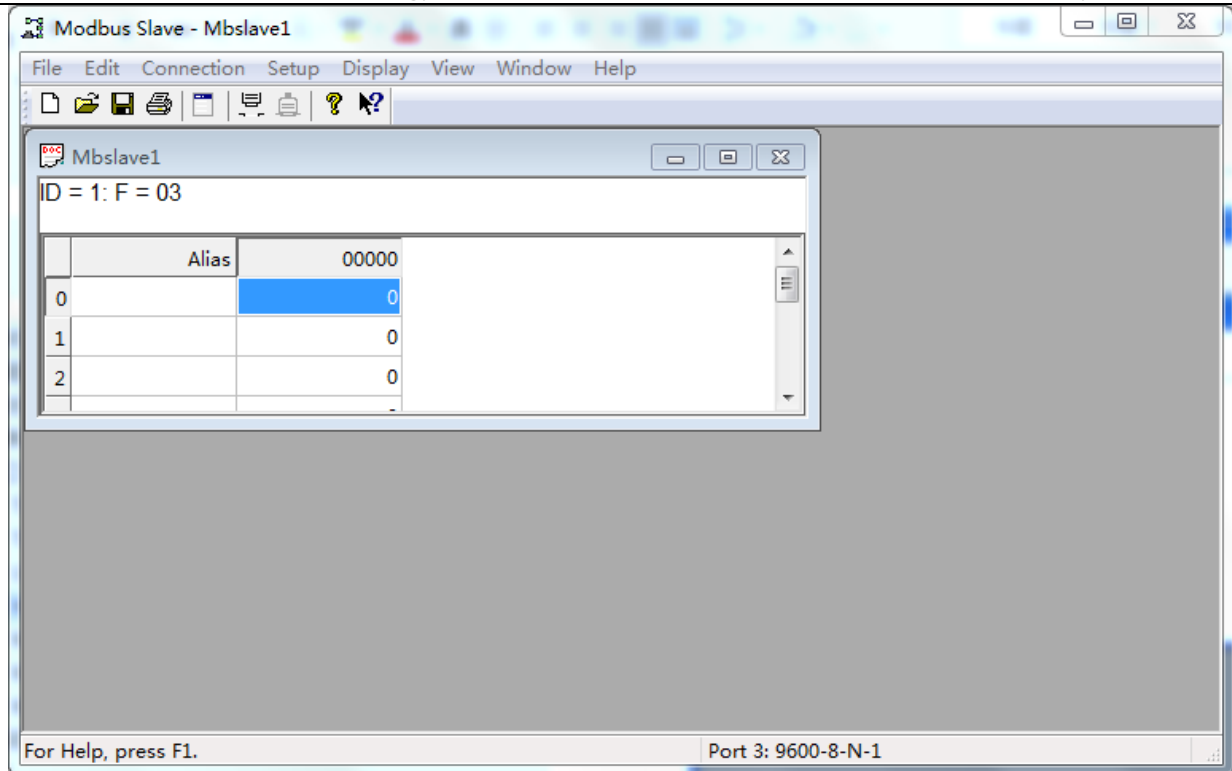 Modbus Slave - Mbslave1
File Edit Connection Setup Display View Window Help
Mbslave1
ID = 1: F = 03
Alias 00000
0 0
1 0
2 0
For Help, press F1. Port 3: 9600-8-N-1